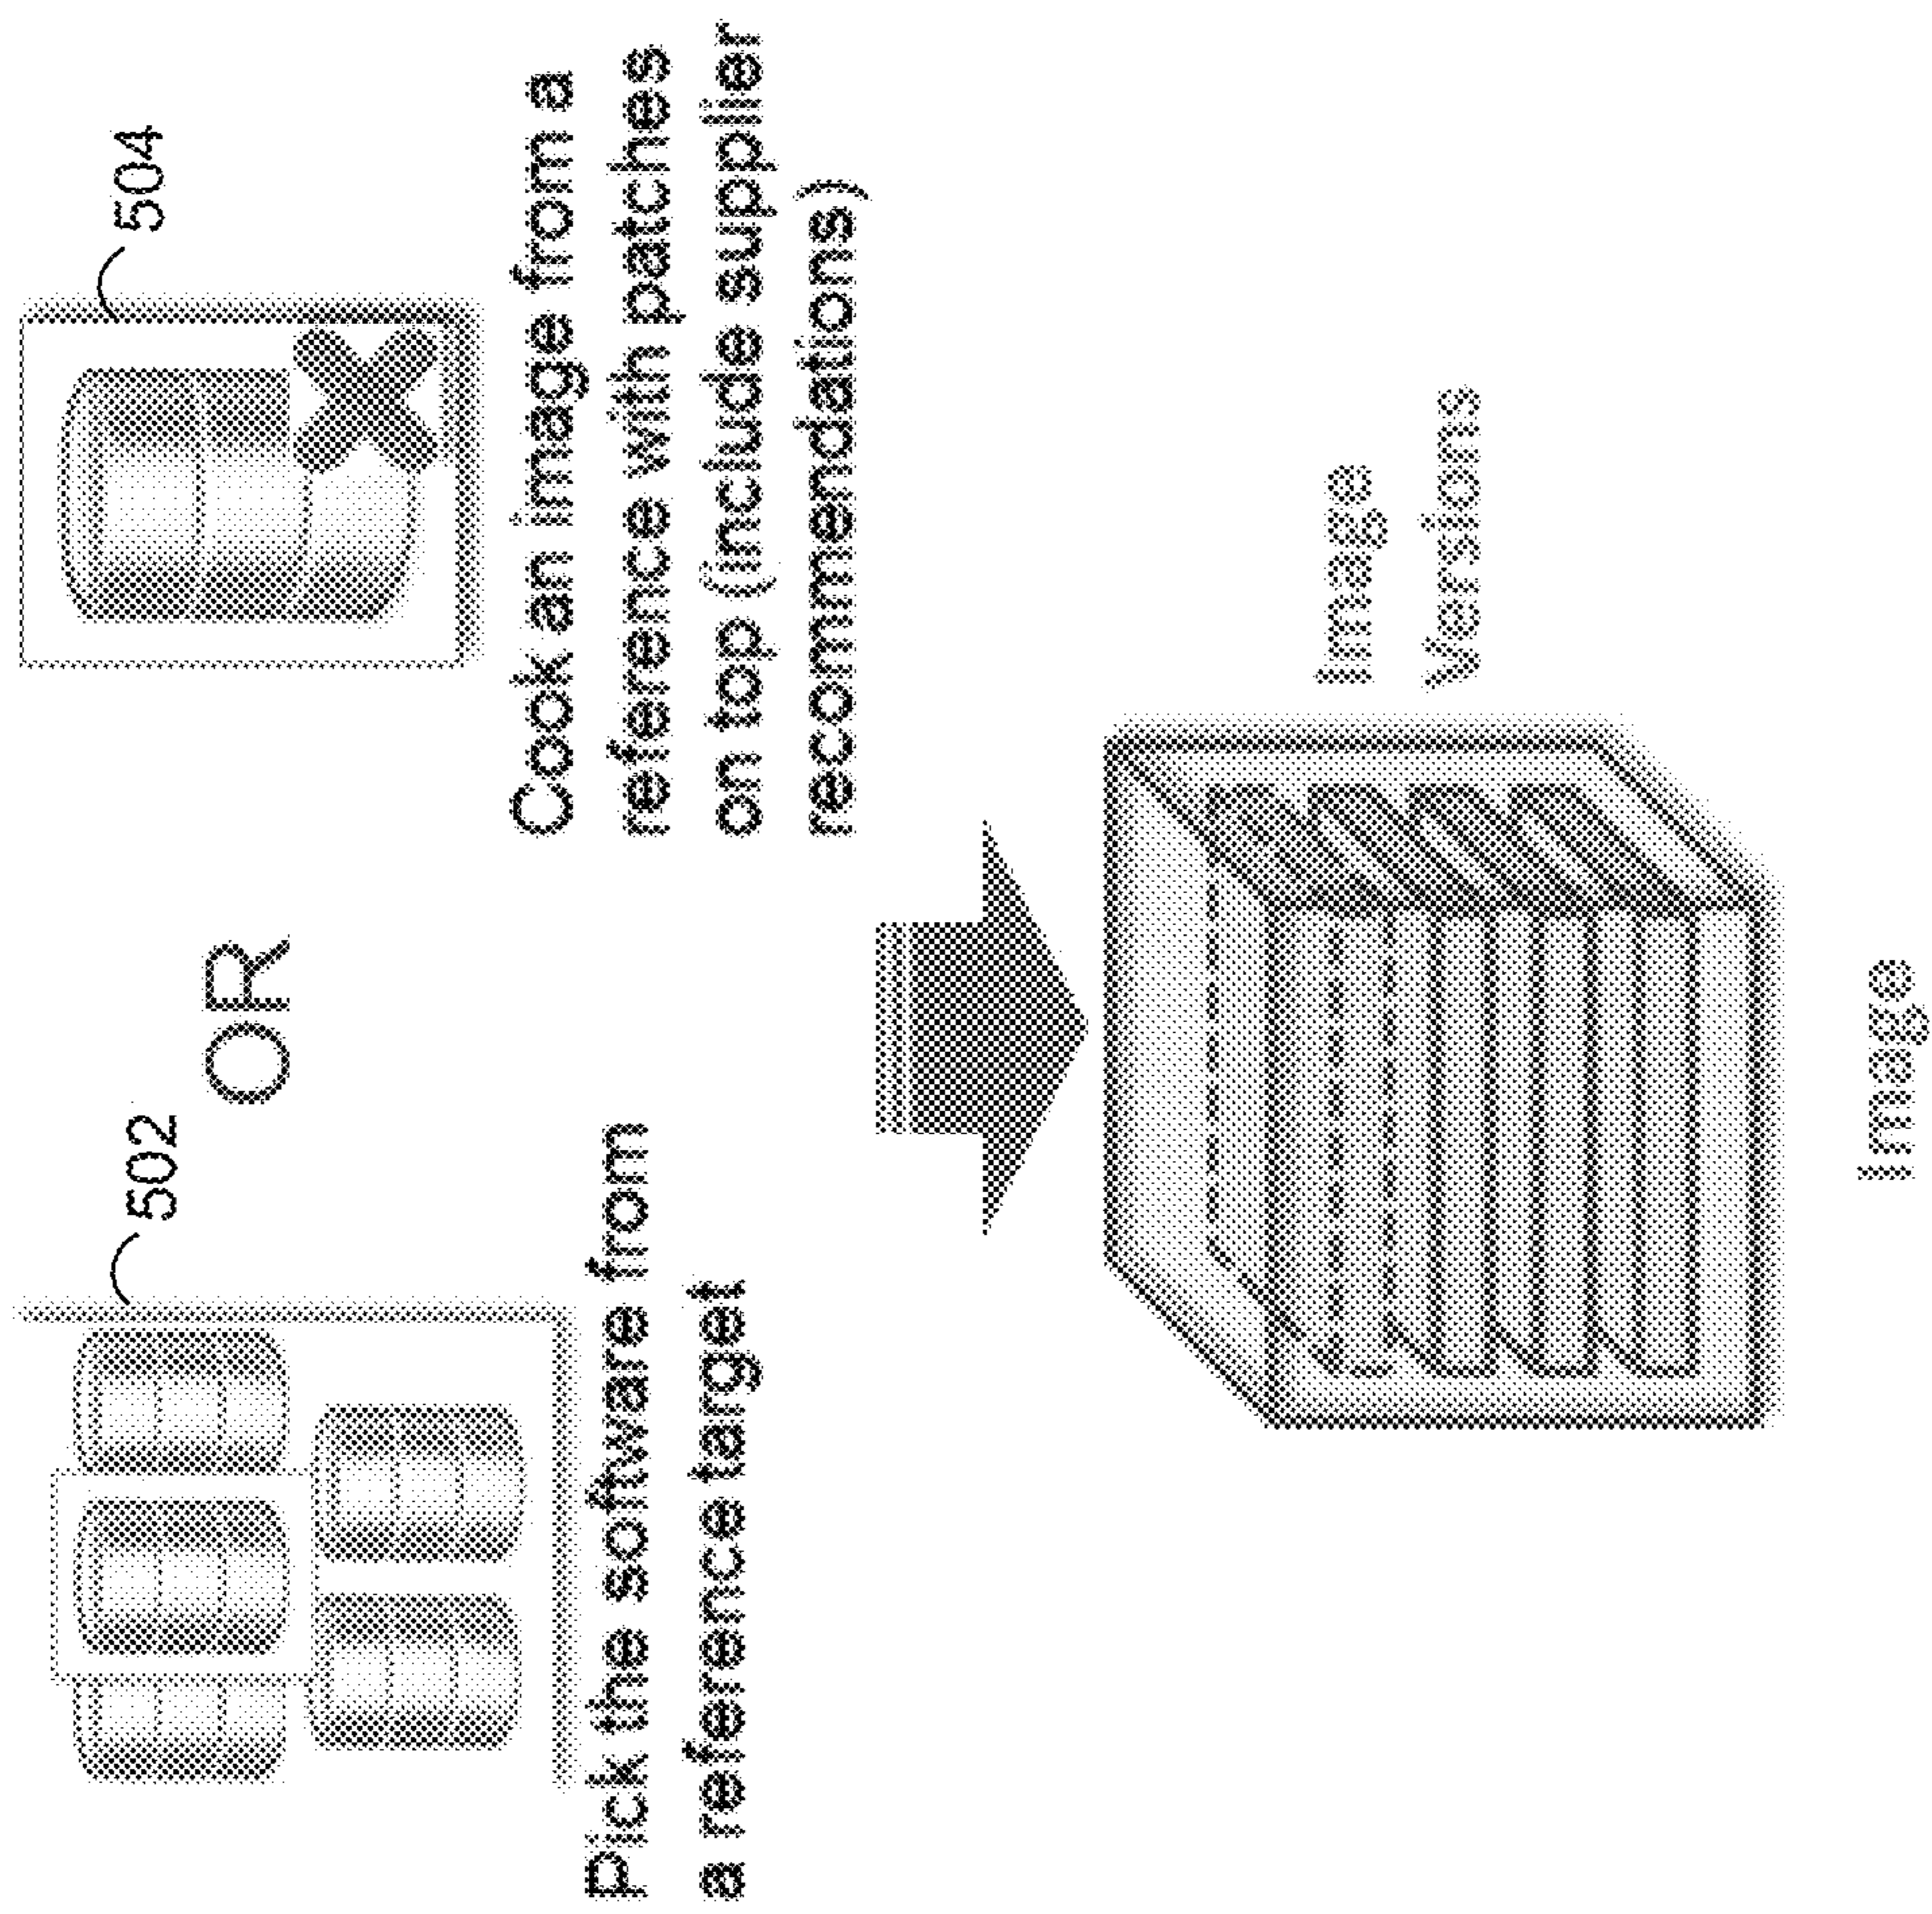 502
OR
504
Pick the software from
a reference target
Cook an image from a
reference with patches
on top (include supplier
recommendations)
Image
Versions
Image